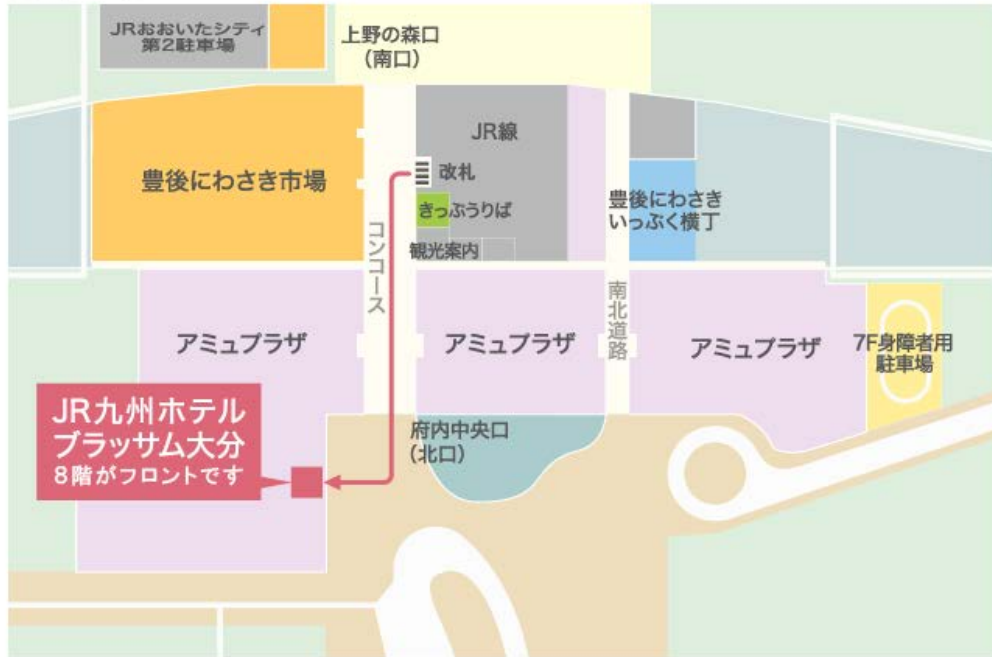 JRおおいたシティ
第2駐車場
上野の森口
（南口）
JR線
豊後にわさき市場
改札
きっぷうりば
豊後にわさき
いっぷく横丁
観光案内
コンコース
南北道路
アミュプラザ
アミュプラザ
アミュプラザ
7F身障者用
駐車場
JR九州ホテル
ブラッサム大分
8階がフロントです
府内中央口
（北口）